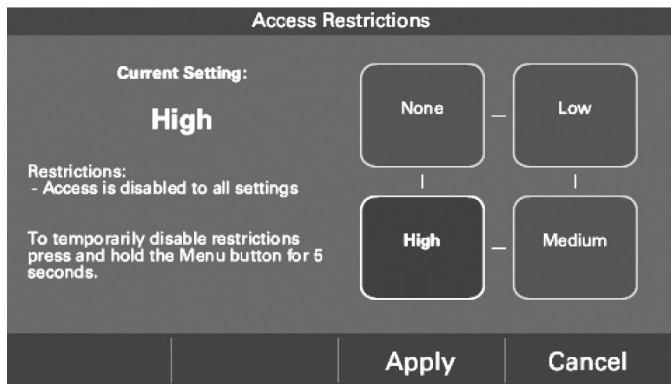 Access Restrictions
Current Setting:
High
Restrictions:
- Access is disabled to all settings
To temporarily disable restrictions
press and hold the Menu button for 5
seconds.
None
Low
High
Medium
Apply
Cancel